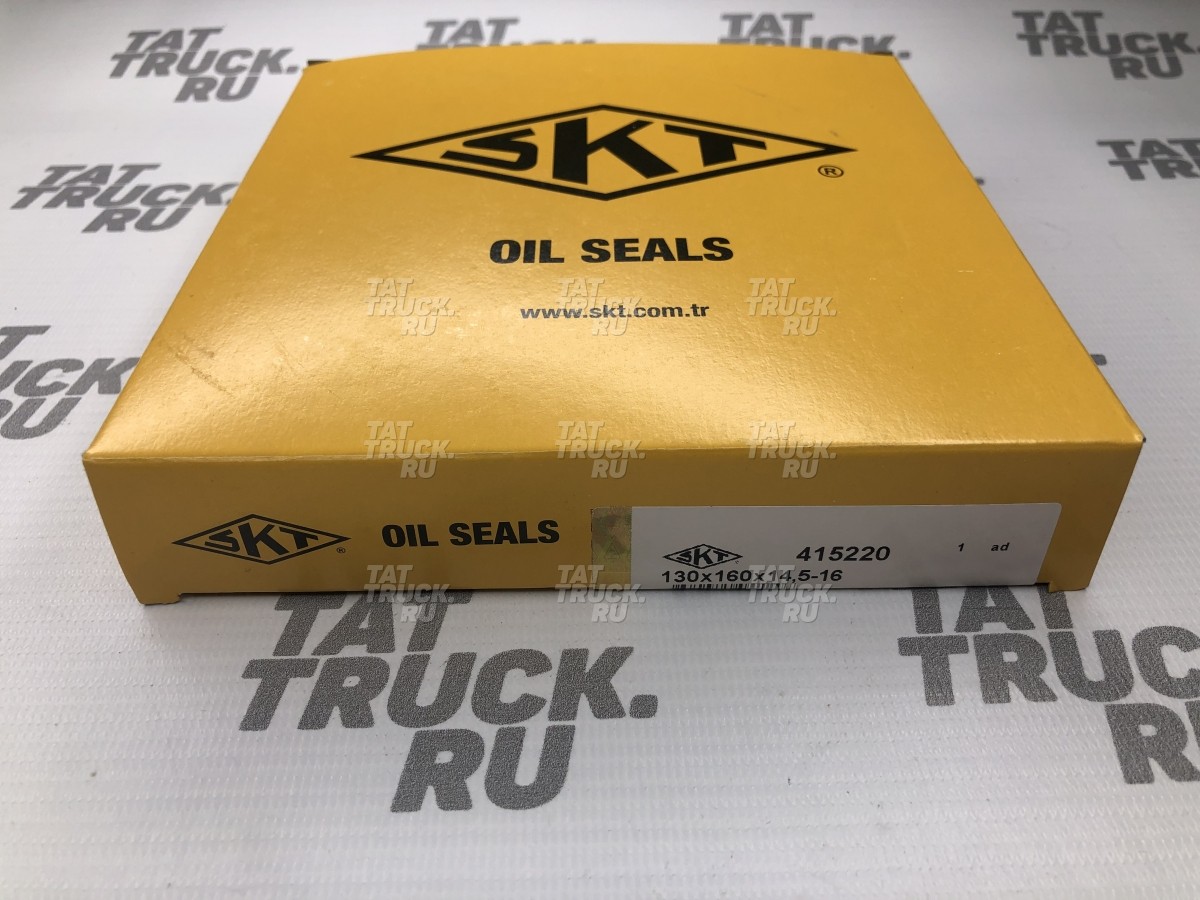 TAT
TRUCK.
RU
TAT
TRUCK.
TAT
TRUCK.
TAT
TRUCK.
RU
TAT
TRUCK.
RU
TRUCK.
RU
SKT
®
OIL SEALS
www.skt.com.tr
TAT
TRUCK.
RU
TAT
TRUCK.
RU
TAT
TRUCK.
RU
TAT
TRUCK.
RU
TAT
TRUCK.
RU
TAT
TRUCK.
RU
SKT ® OIL SEALS
SKT 415220 1 ad
130x160x14,5-16
TAT
TRUCK.
RU
TAT
TRUCK.
RU
TAT
TRUCK.
RU
TAT
TRUCK.
RU
TAT
TRUCK.
RU